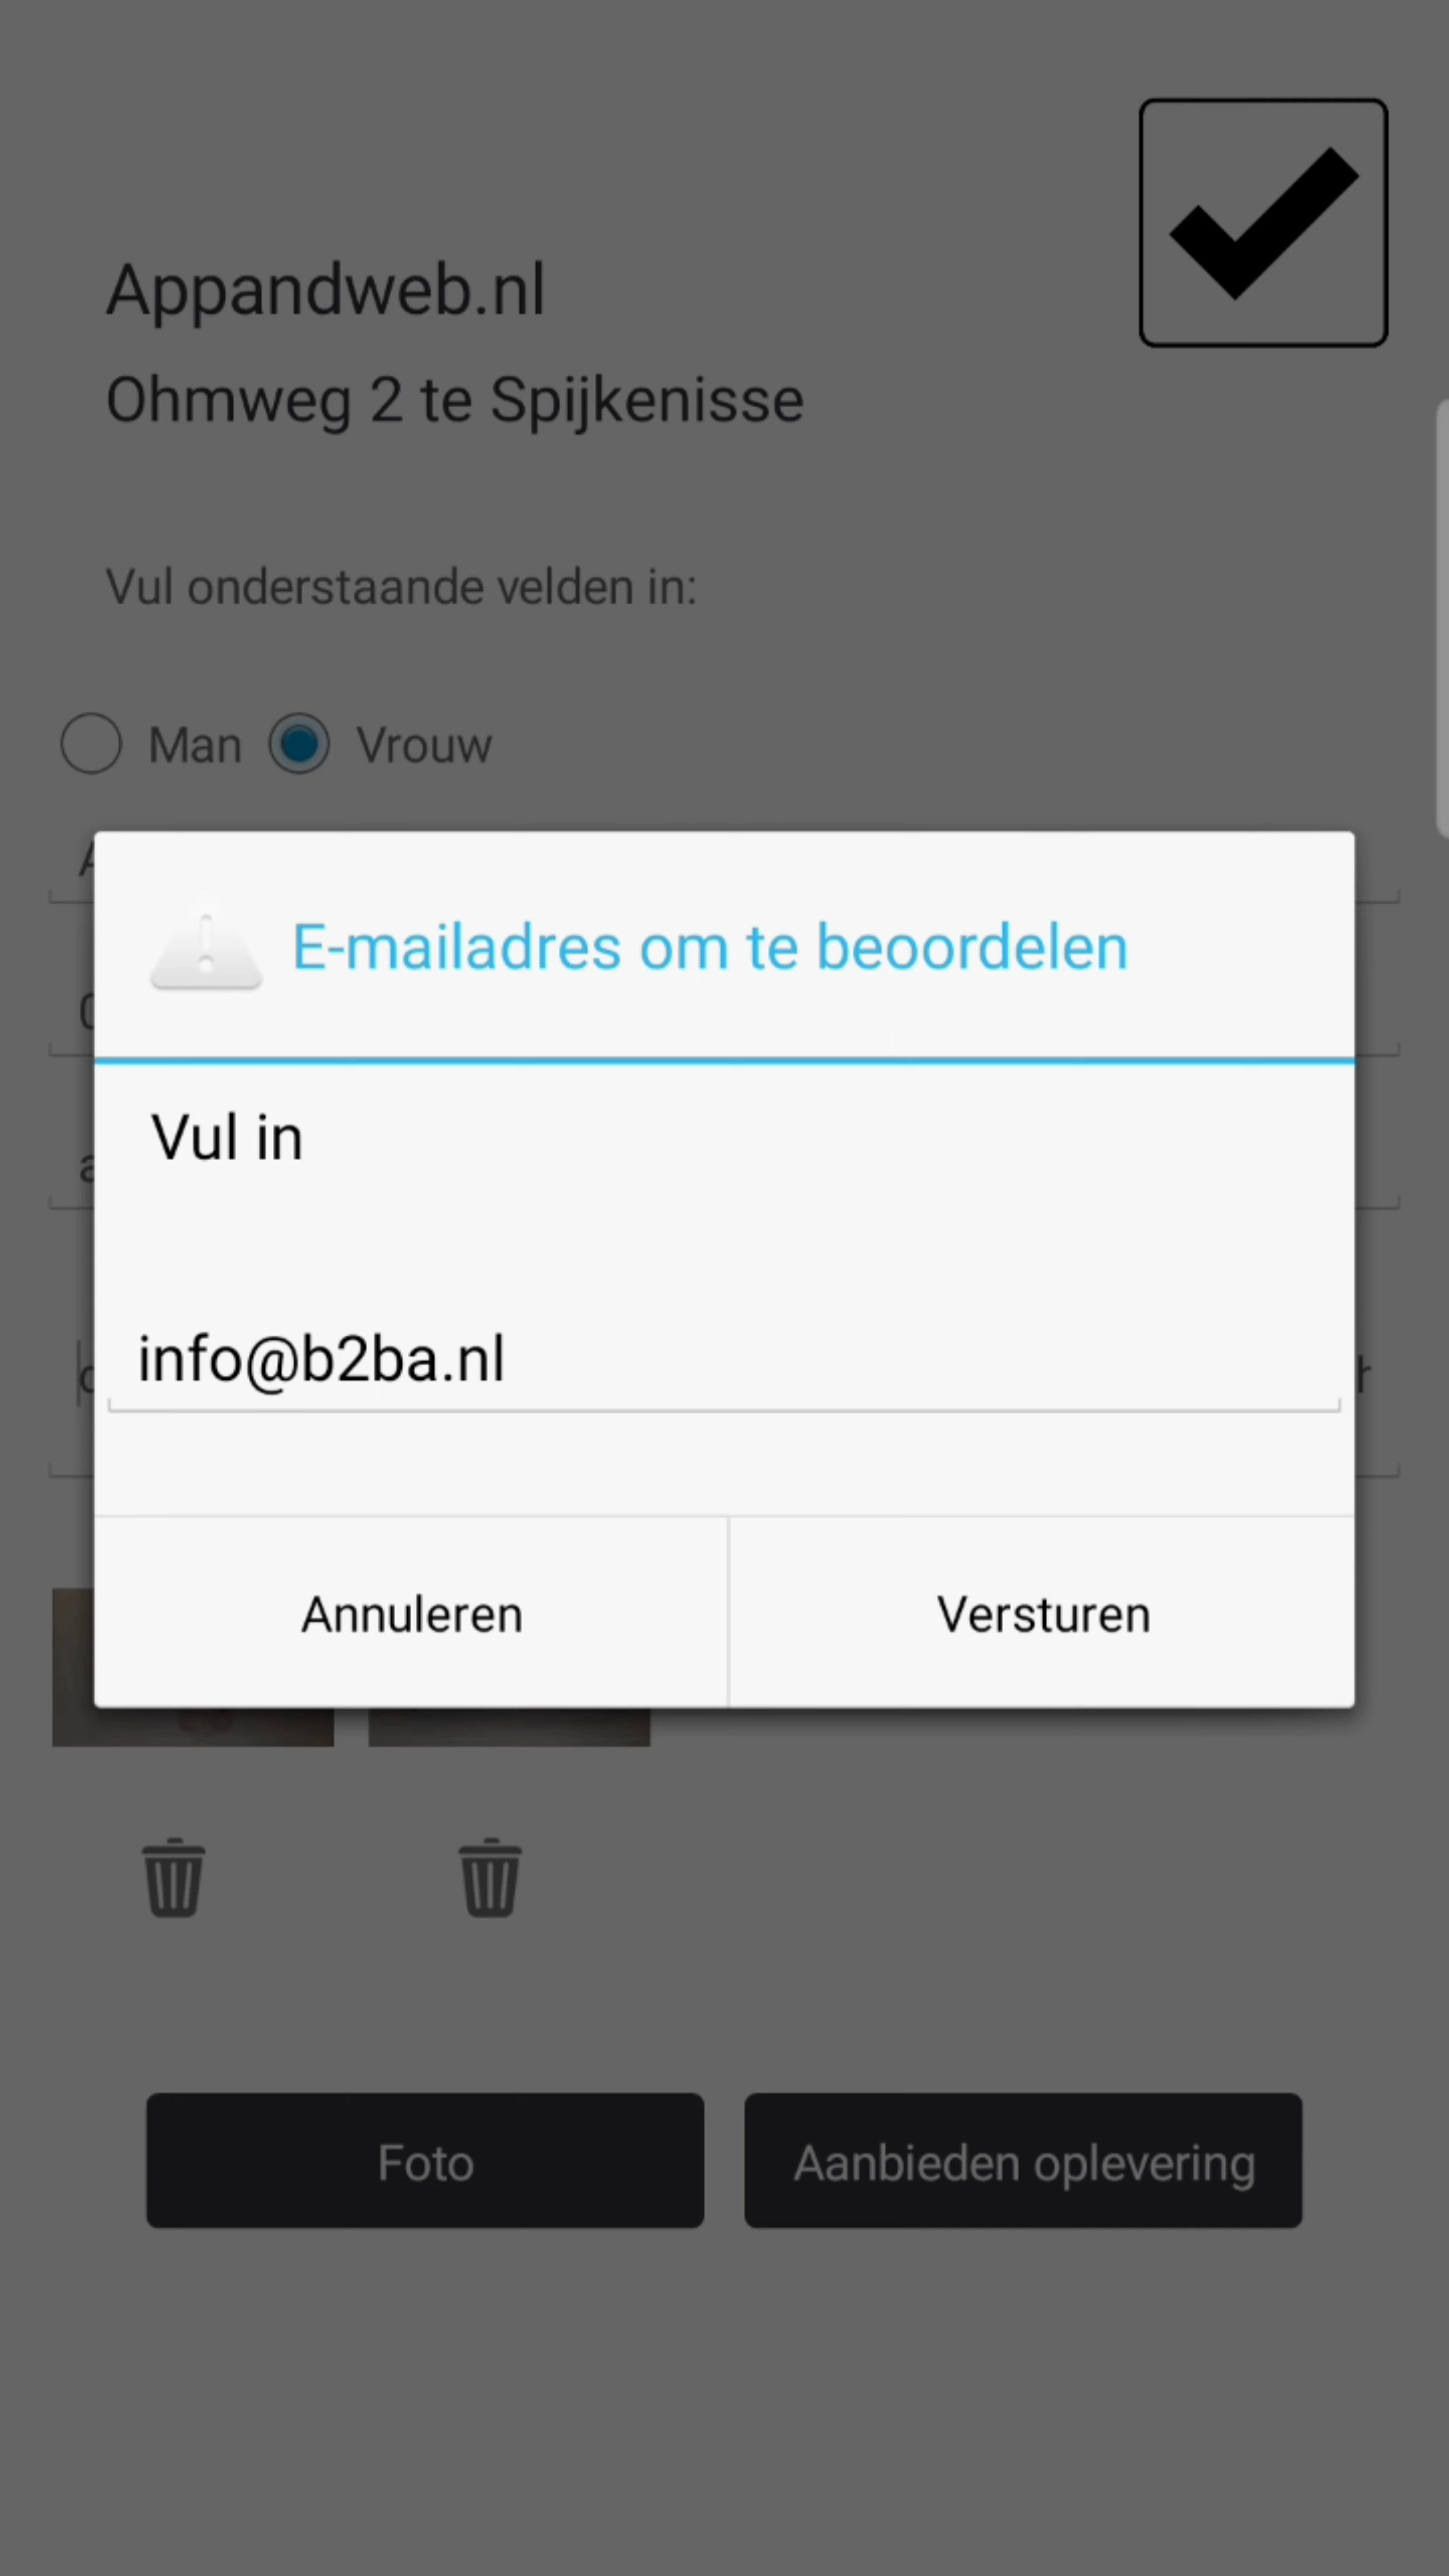 Appandweb.nl
Ohmweg 2 te Spijkenisse
Vul onderstaande velden in:
Man Vrouw
E-mailadres om te beoordelen
Vul in
info@b2ba.nl
Annuleren Versturen
Foto Aanbieden oplevering